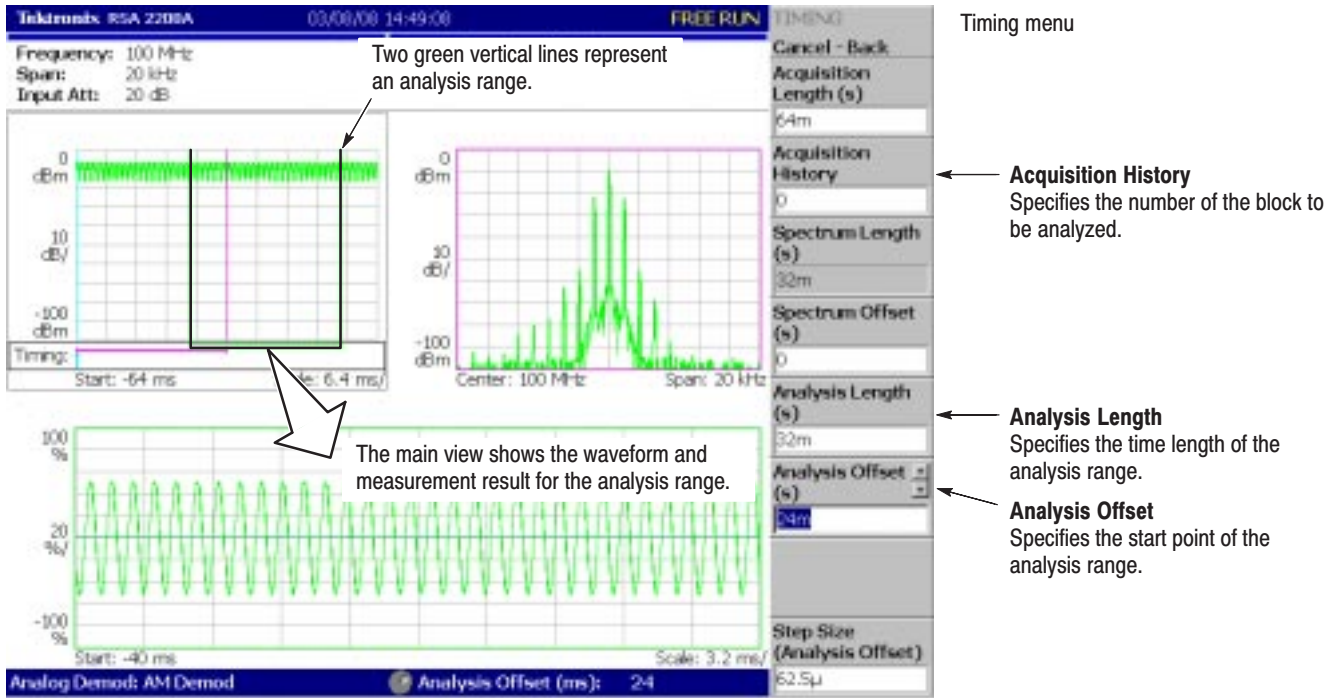 Tektronix RSA 2200A 03/08/08 14:49:08 FREE RUN
Frequency: 100 MHz
Span: 20 kHz
Input Att: 20 dB
Two green vertical lines represent
an analysis range.
0
dBm
10
dB/
-100
dBm
Timing:
Start: -64 ms
6.4 ms/
0
dBm
10
dB/
-100
dBm
Center: 100 MHz Span: 20 kHz
The main view shows the waveform and
measurement result for the analysis range.
100
%
20
%/
-100
%
Start: -40 ms Scale: 3.2 ms/
Analog Demod: AM Demod Analysis Offset (ms): 24
TIMING
Cancel - Back
Acquisition
Length (s)
64m
Acquisition
History
0
Spectrum Length
(s)
32m
Spectrum Offset
(s)
0
Analysis Length
(s)
32m
Analysis Offset
(s)
24m
Step Size
(Analysis Offset)
62.5µ
Timing menu
Acquisition History
Specifies the number of the block to
be analyzed.
Analysis Length
Specifies the time length of the
analysis range.
Analysis Offset
Specifies the start point of the
analysis range.